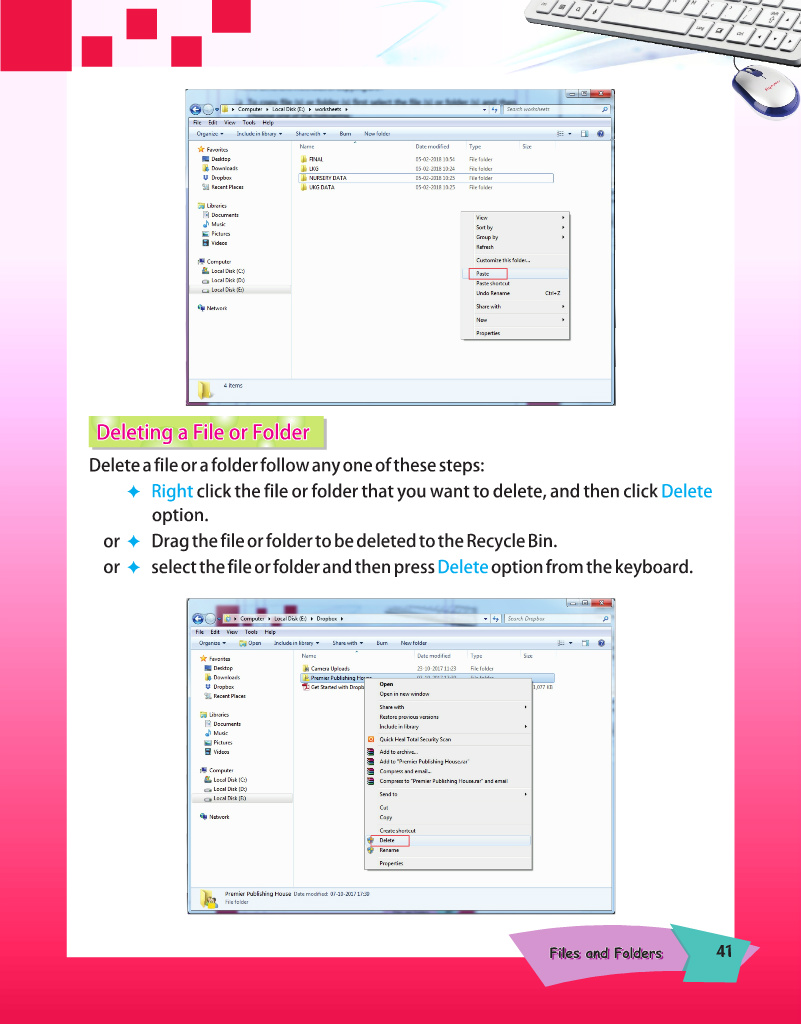 Computer ▸ Local Disk (E:) ▸ worksheets ▸
Search worksheets
File Edit View Tools Help
Organize Include in library Share with Burn New folder
Name Date modified Type Size
Favorites
Desktop
Downloads
Dropbox
Recent Places
Libraries
Documents
Music
Pictures
Videos
Computer
Local Disk (C:)
Local Disk (D:)
Local Disk (E:)
Network
FINAL 05-02-2018 10:54 File folder
LKG 05-02-2018 10:24 File folder
NURSERY DATA 05-02-2018 10:25 File folder
UKG DATA 05-02-2018 10:25 File folder
View
Sort by
Group by
Refresh
Customize this folder...
Paste
Paste shortcut
Undo Rename Ctrl+Z
Share with
New
Properties
4 items
Deleting a File or Folder
Delete a file or a folder follow any one of these steps:
✦ Right click the file or folder that you want to delete, and then click Delete
option.
or ✦ Drag the file or folder to be deleted to the Recycle Bin.
or ✦ select the file or folder and then press Delete option from the keyboard.
Computer ▸ Local Disk (E:) ▸ Dropbox ▸
Search Dropbox
File Edit View Tools Help
Organize Open Include in library Share with Burn New folder
Name Date modified Type Size
Favorites
Desktop
Downloads
Dropbox
Recent Places
Libraries
Documents
Music
Pictures
Videos
Computer
Local Disk (C:)
Local Disk (D:)
Local Disk (E:)
Network
Camera Uploads 23-10-2017 11:23 File folder
Premier Publishing House
Get Started with Dropb 1,077 KB
Open
Open in new window
Share with
Restore previous versions
Include in library
Quick Heal Total Security Scan
Add to archive...
Add to "Premier Publishing House.rar"
Compress and email...
Compress to "Premier Publishing House.rar" and email
Send to
Cut
Copy
Create shortcut
Delete
Rename
Properties
Premier Publishing House Date modified: 07-10-2017 17:30
File folder
Files and Folders 41